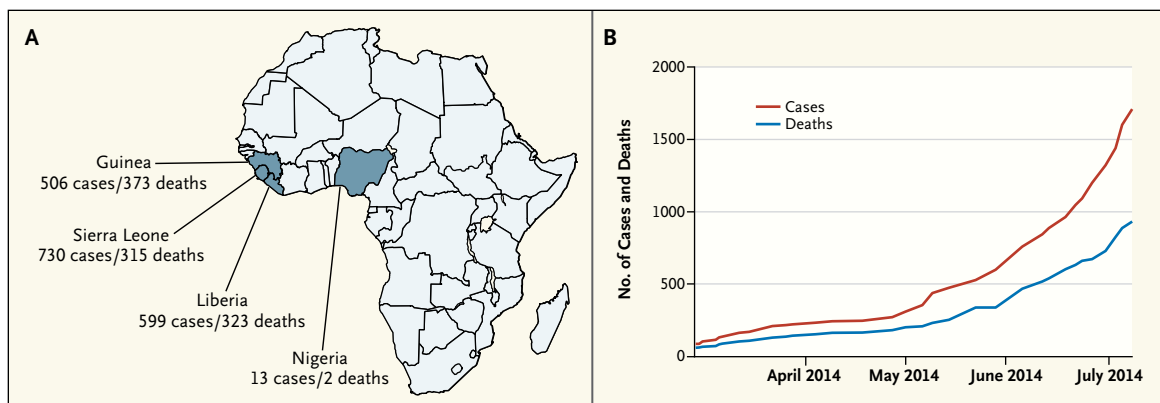 A
Guinea
506 cases/373 deaths
Sierra Leone
730 cases/315 deaths
Liberia
599 cases/323 deaths
Nigeria
13 cases/2 deaths
B
No. of Cases and Deaths
2000
1500
1000
500
0
Cases
Deaths
April 2014
May 2014
June 2014
July 2014